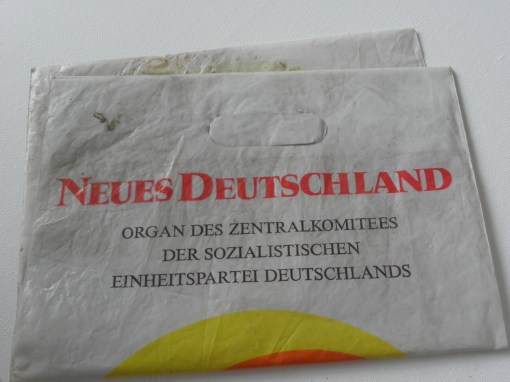 NEUES DEUTSCHLAND
ORGAN DES ZENTRALKOMITEES
DER SOZIALISTISCHEN
EINHEITSPARTEI DEUTSCHLANDS